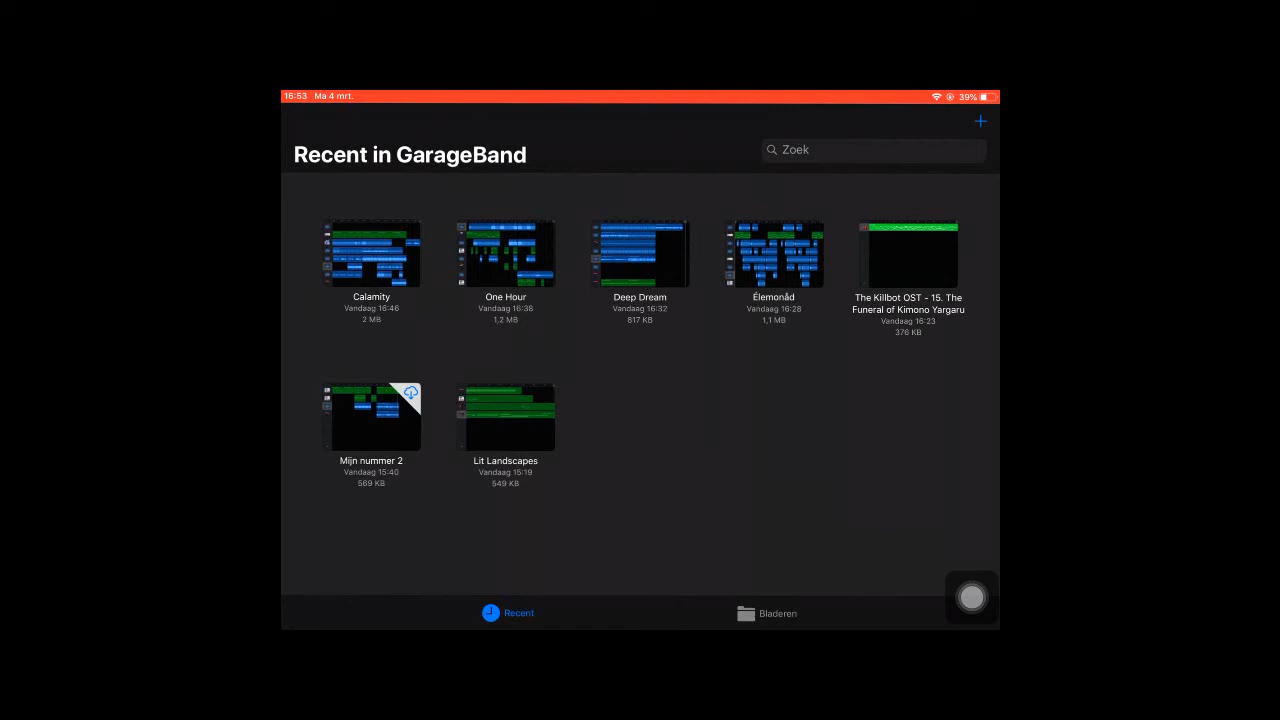 16:53 Ma 4 mrt. 39%
Recent in GarageBand
Zoek
Calamity
Vandaag 16:46
2 MB
One Hour
Vandaag 16:38
1,2 MB
Deep Dream
Vandaag 16:32
817 KB
Élemonåd
Vandaag 16:28
1,1 MB
The Killbot OST - 15. The
Funeral of Kimono Yargaru
Vandaag 16:23
376 KB
Mijn nummer 2
Vandaag 15:40
569 KB
Lit Landscapes
Vandaag 15:19
549 KB
Recent
Bladeren